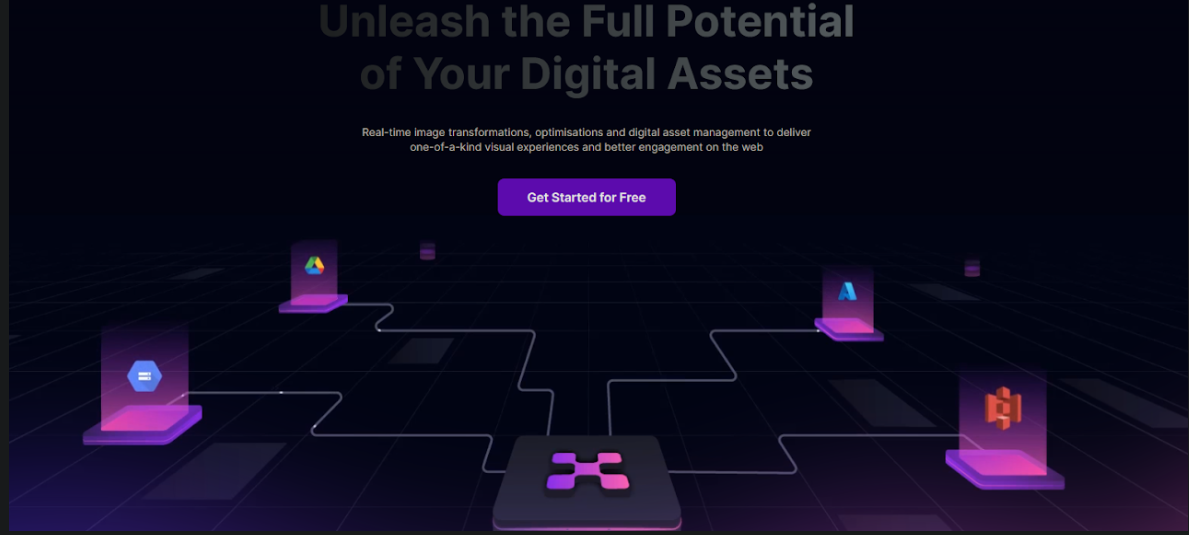 Unleash the Full Potential
of Your Digital Assets
Real-time image transformations, optimisations and digital asset management to deliver
one-of-a-kind visual experiences and better engagement on the web
Get Started for Free